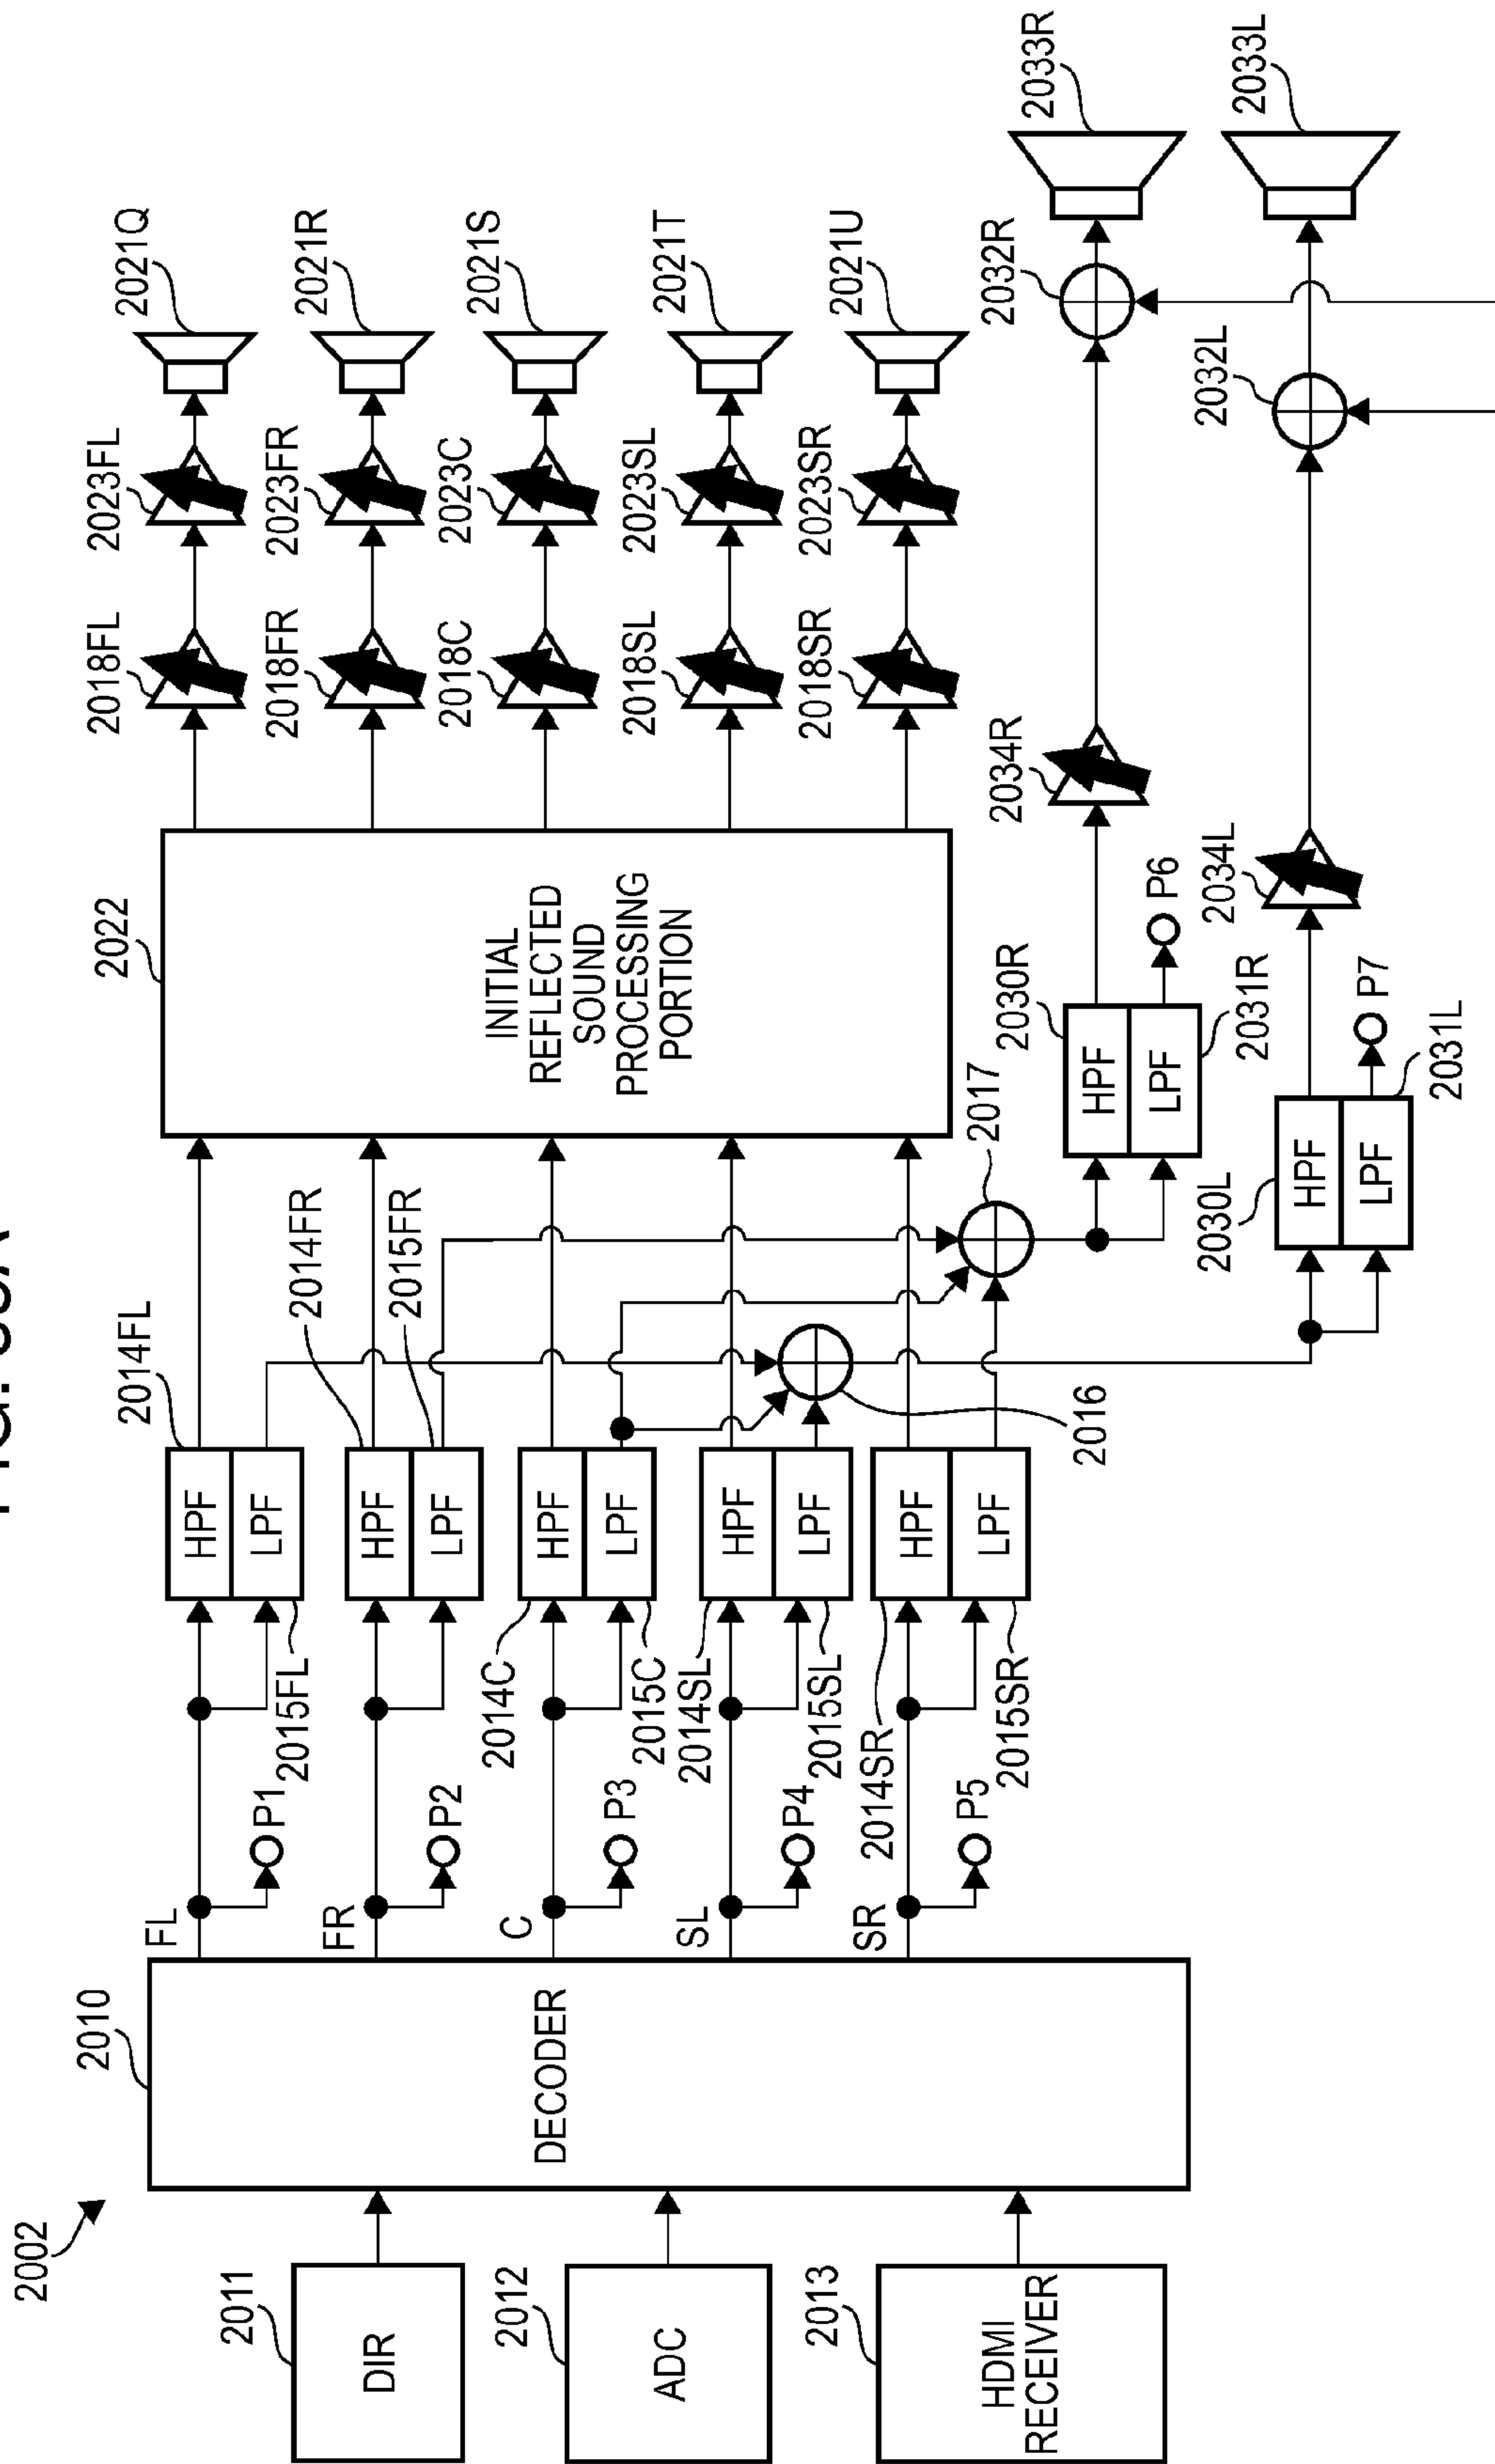 2002
2011
DIR
2012
ADC
2013
HDMI
RECEIVER
2010
DECODER
FL
P1
FR
P2
C
P3
SL
P4
SR
P5
2014FL
HPF
LPF
2015FL
2014FR
HPF
LPF
2015FR
2014C
HPF
LPF
2015C
2014SL
HPF
LPF
2015SL
2014SR
HPF
LPF
2015SR
2016
2017
2022
INITIAL
REFLECTED
SOUND
PROCESSING
PORTION
2018FL
2023FL
2021Q
2018FR
2023FR
2021R
2018C
2023C
2021S
2018SL
2023SL
2021T
2018SR
2023SR
2021U
2030R
HPF
LPF
2031R
P6
2034R
2032R
2033R
2030L
HPF
LPF
2031L
P7
2034L
2032L
2033L